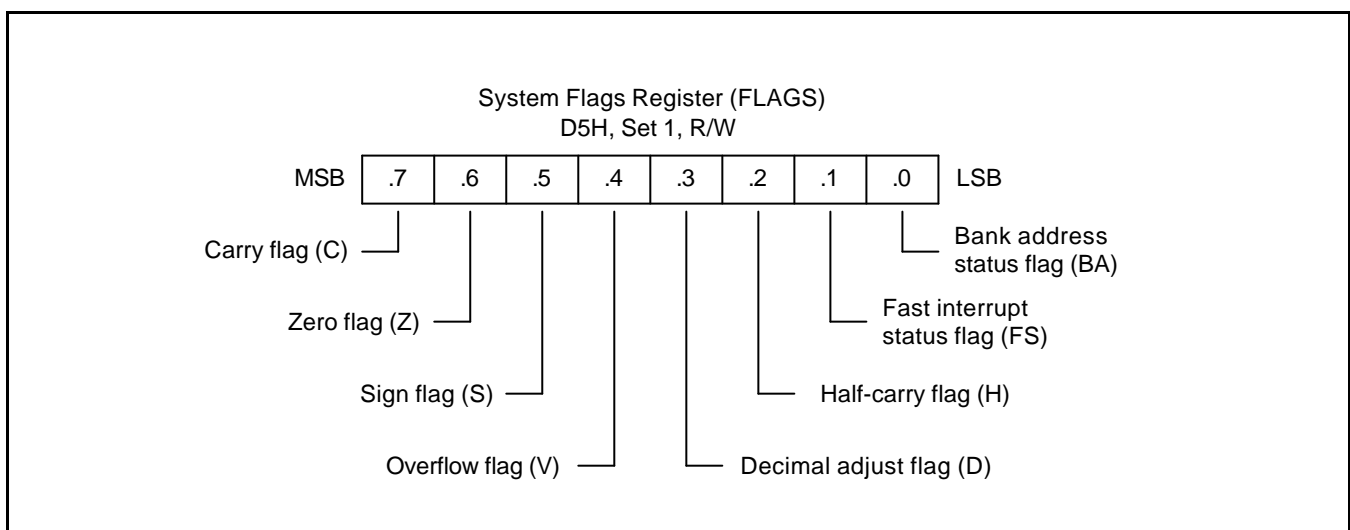 System Flags Register (FLAGS)
D5H, Set 1, R/W
MSB .7 .6 .5 .4 .3 .2 .1 .0 LSB
Carry flag (C)
Bank address
status flag (BA)
Zero flag (Z)
Fast interrupt
status flag (FS)
Sign flag (S)
Half-carry flag (H)
Overflow flag (V)
Decimal adjust flag (D)